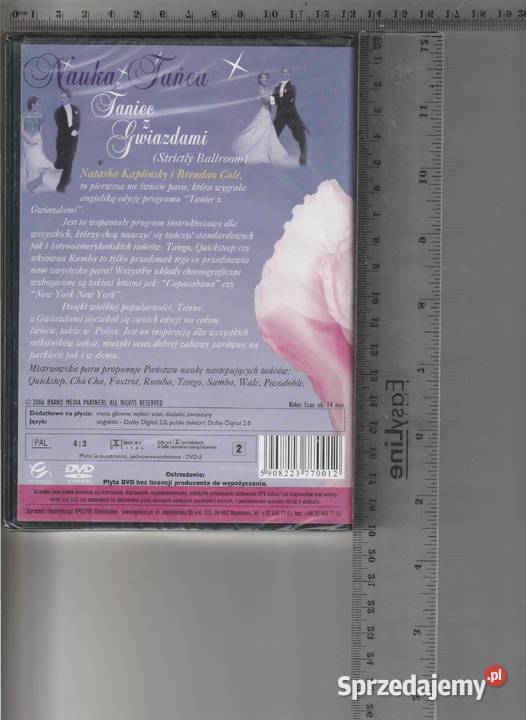 Nauka Tańca
Taniec
z
Gwiazdami
(Strictly Ballroom)
Natasha Kaplinsky i Brendan Cole,
to pierwsza na świecie para, która wygrała
angielską edycję programu "Taniec z
Gwiazdami".
Jest to wspaniały program instruktażowy dla
wszystkich, którzy chcą nauczyć się tańczyć standardowych
jak i latynoamerykańskich tańców. Tango, Quickstep czy
seksowna Rumba to tylko przedsmak tego co przedstawia
nam zwycięska para! Wszystkie układy choreograficzne
wzbogacone są takimi hitami jak: "Copacabana" czy
"New York New York".
Dzięki wielkiej popularności, Taniec
z Gwiazdami doczekał się swoich edycji na całym
świecie, także w Polsce. Jest on inspiracją dla wszystkich
miłośników tańca, muzyki oraz dobrej zabawy zarówno na
parkiecie jak i w domu.
Mistrzowska para proponuje Państwu naukę następujących tańców:
Quickstep, Cha Cha, Foxtrot, Rumba, Tango, Samba, Walc, Pasodoble.
© 2006 BRAND MEDIA PARTNERS, ALL RIGHTS RESERVED
Kolor. Czas: ok. 74 min.
Dodatkowo na płycie: menu główne, wybór scen, dodatki, zwiastuny
Języki: angielski - Dolby Digital 2.0, polski (lektor) Dolby Digital 2.0
PAL 4:3 DOLBY DIGITAL 2
Płyta jednostronna, jednowarstwowa - DVD-5
5 908223 770012
DVD VIDEO
Ostrzeżenie:
Płyta DVD bez licencji producenta do wypożyczania.
EasyLine
Sprzedajemy.pl